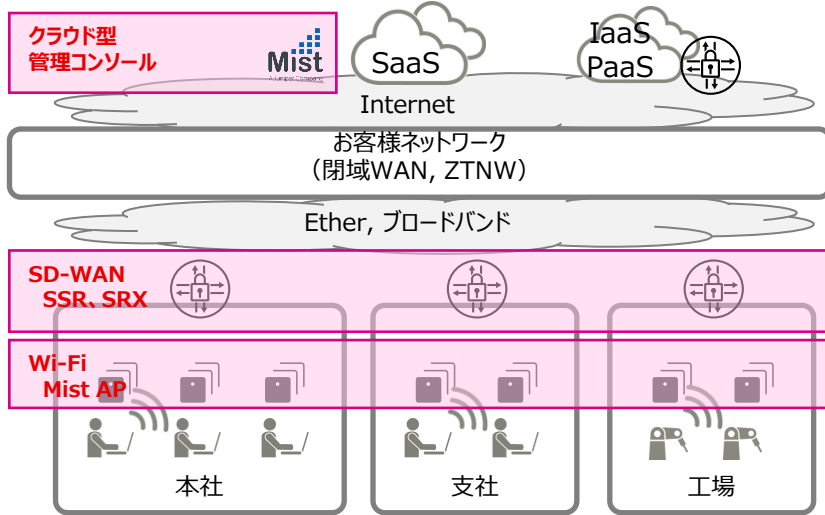 クラウド型
管理コンソール
Mist
A Juniper Company
SaaS
IaaS
PaaS
Internet
お客様ネットワーク
（閉域WAN, ZTNW）
Ether, ブロードバンド
SD-WAN
SSR、SRX
Wi-Fi
Mist AP
本社
支社
工場